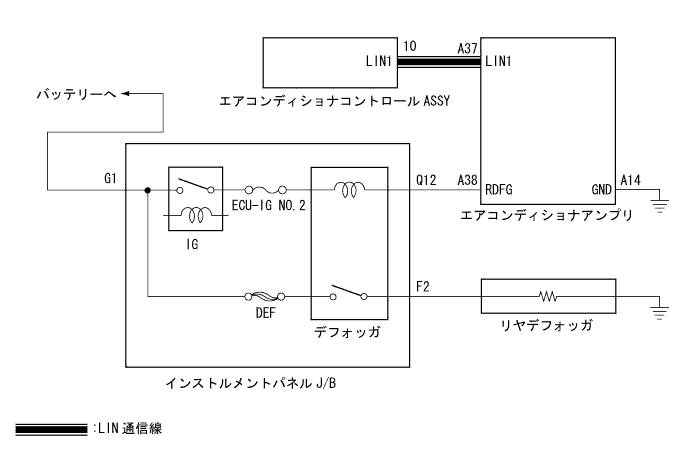 10
A37
LIN1
LIN1
エアコンディショナコントロール ASSY
バッテリーへ
G1
Q12
A38
RDFG
GND
A14
ECU-IG NO.2
エアコンディショナアンプリ
IG
F2
DEF
デフォッガ
リヤデフォッガ
インストルメントパネル J/B
:LIN 通信線